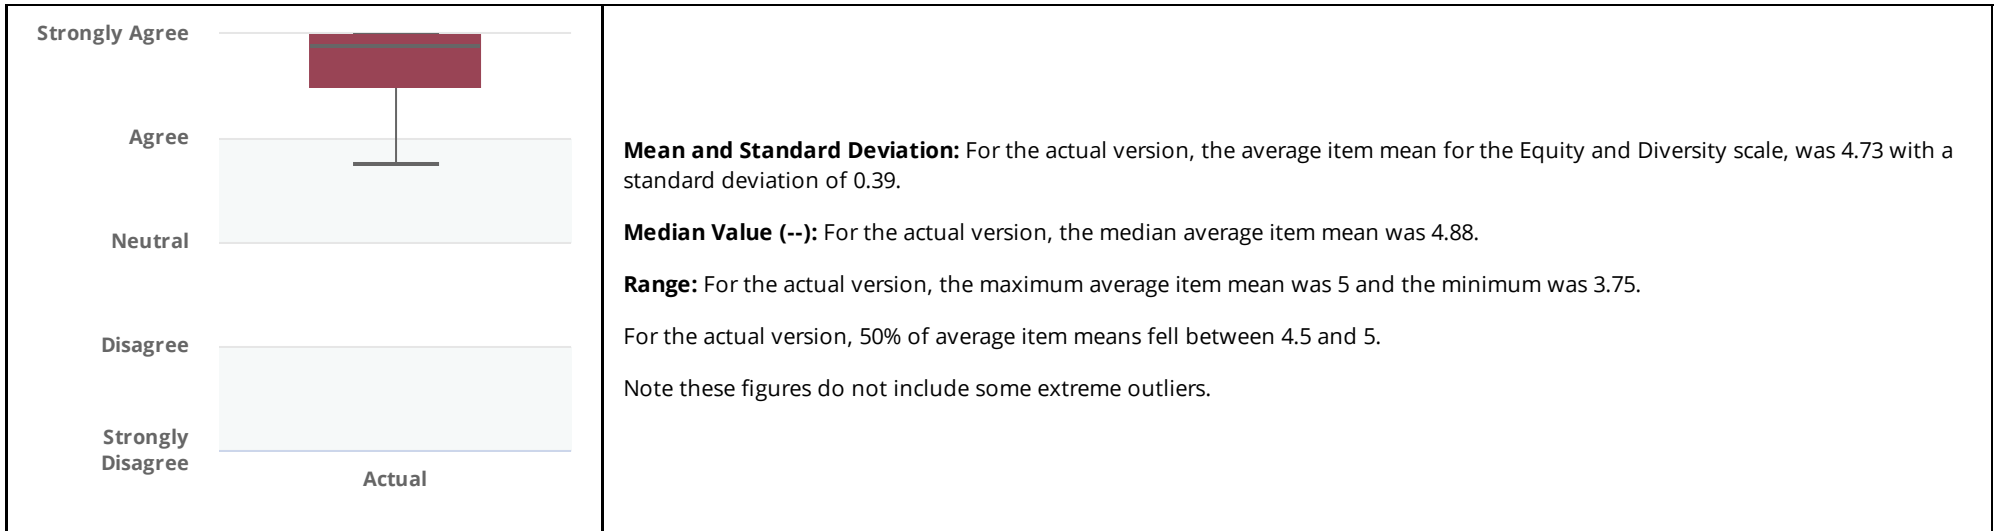 Strongly Agree
Agree
Neutral
Disagree
Strongly
Disagree
Actual
Mean and Standard Deviation: For the actual version, the average item mean for the Equity and Diversity scale, was 4.73 with a
standard deviation of 0.39.
Median Value (--): For the actual version, the median average item mean was 4.88.
Range: For the actual version, the maximum average item mean was 5 and the minimum was 3.75.
For the actual version, 50% of average item means fell between 4.5 and 5.
Note these figures do not include some extreme outliers.